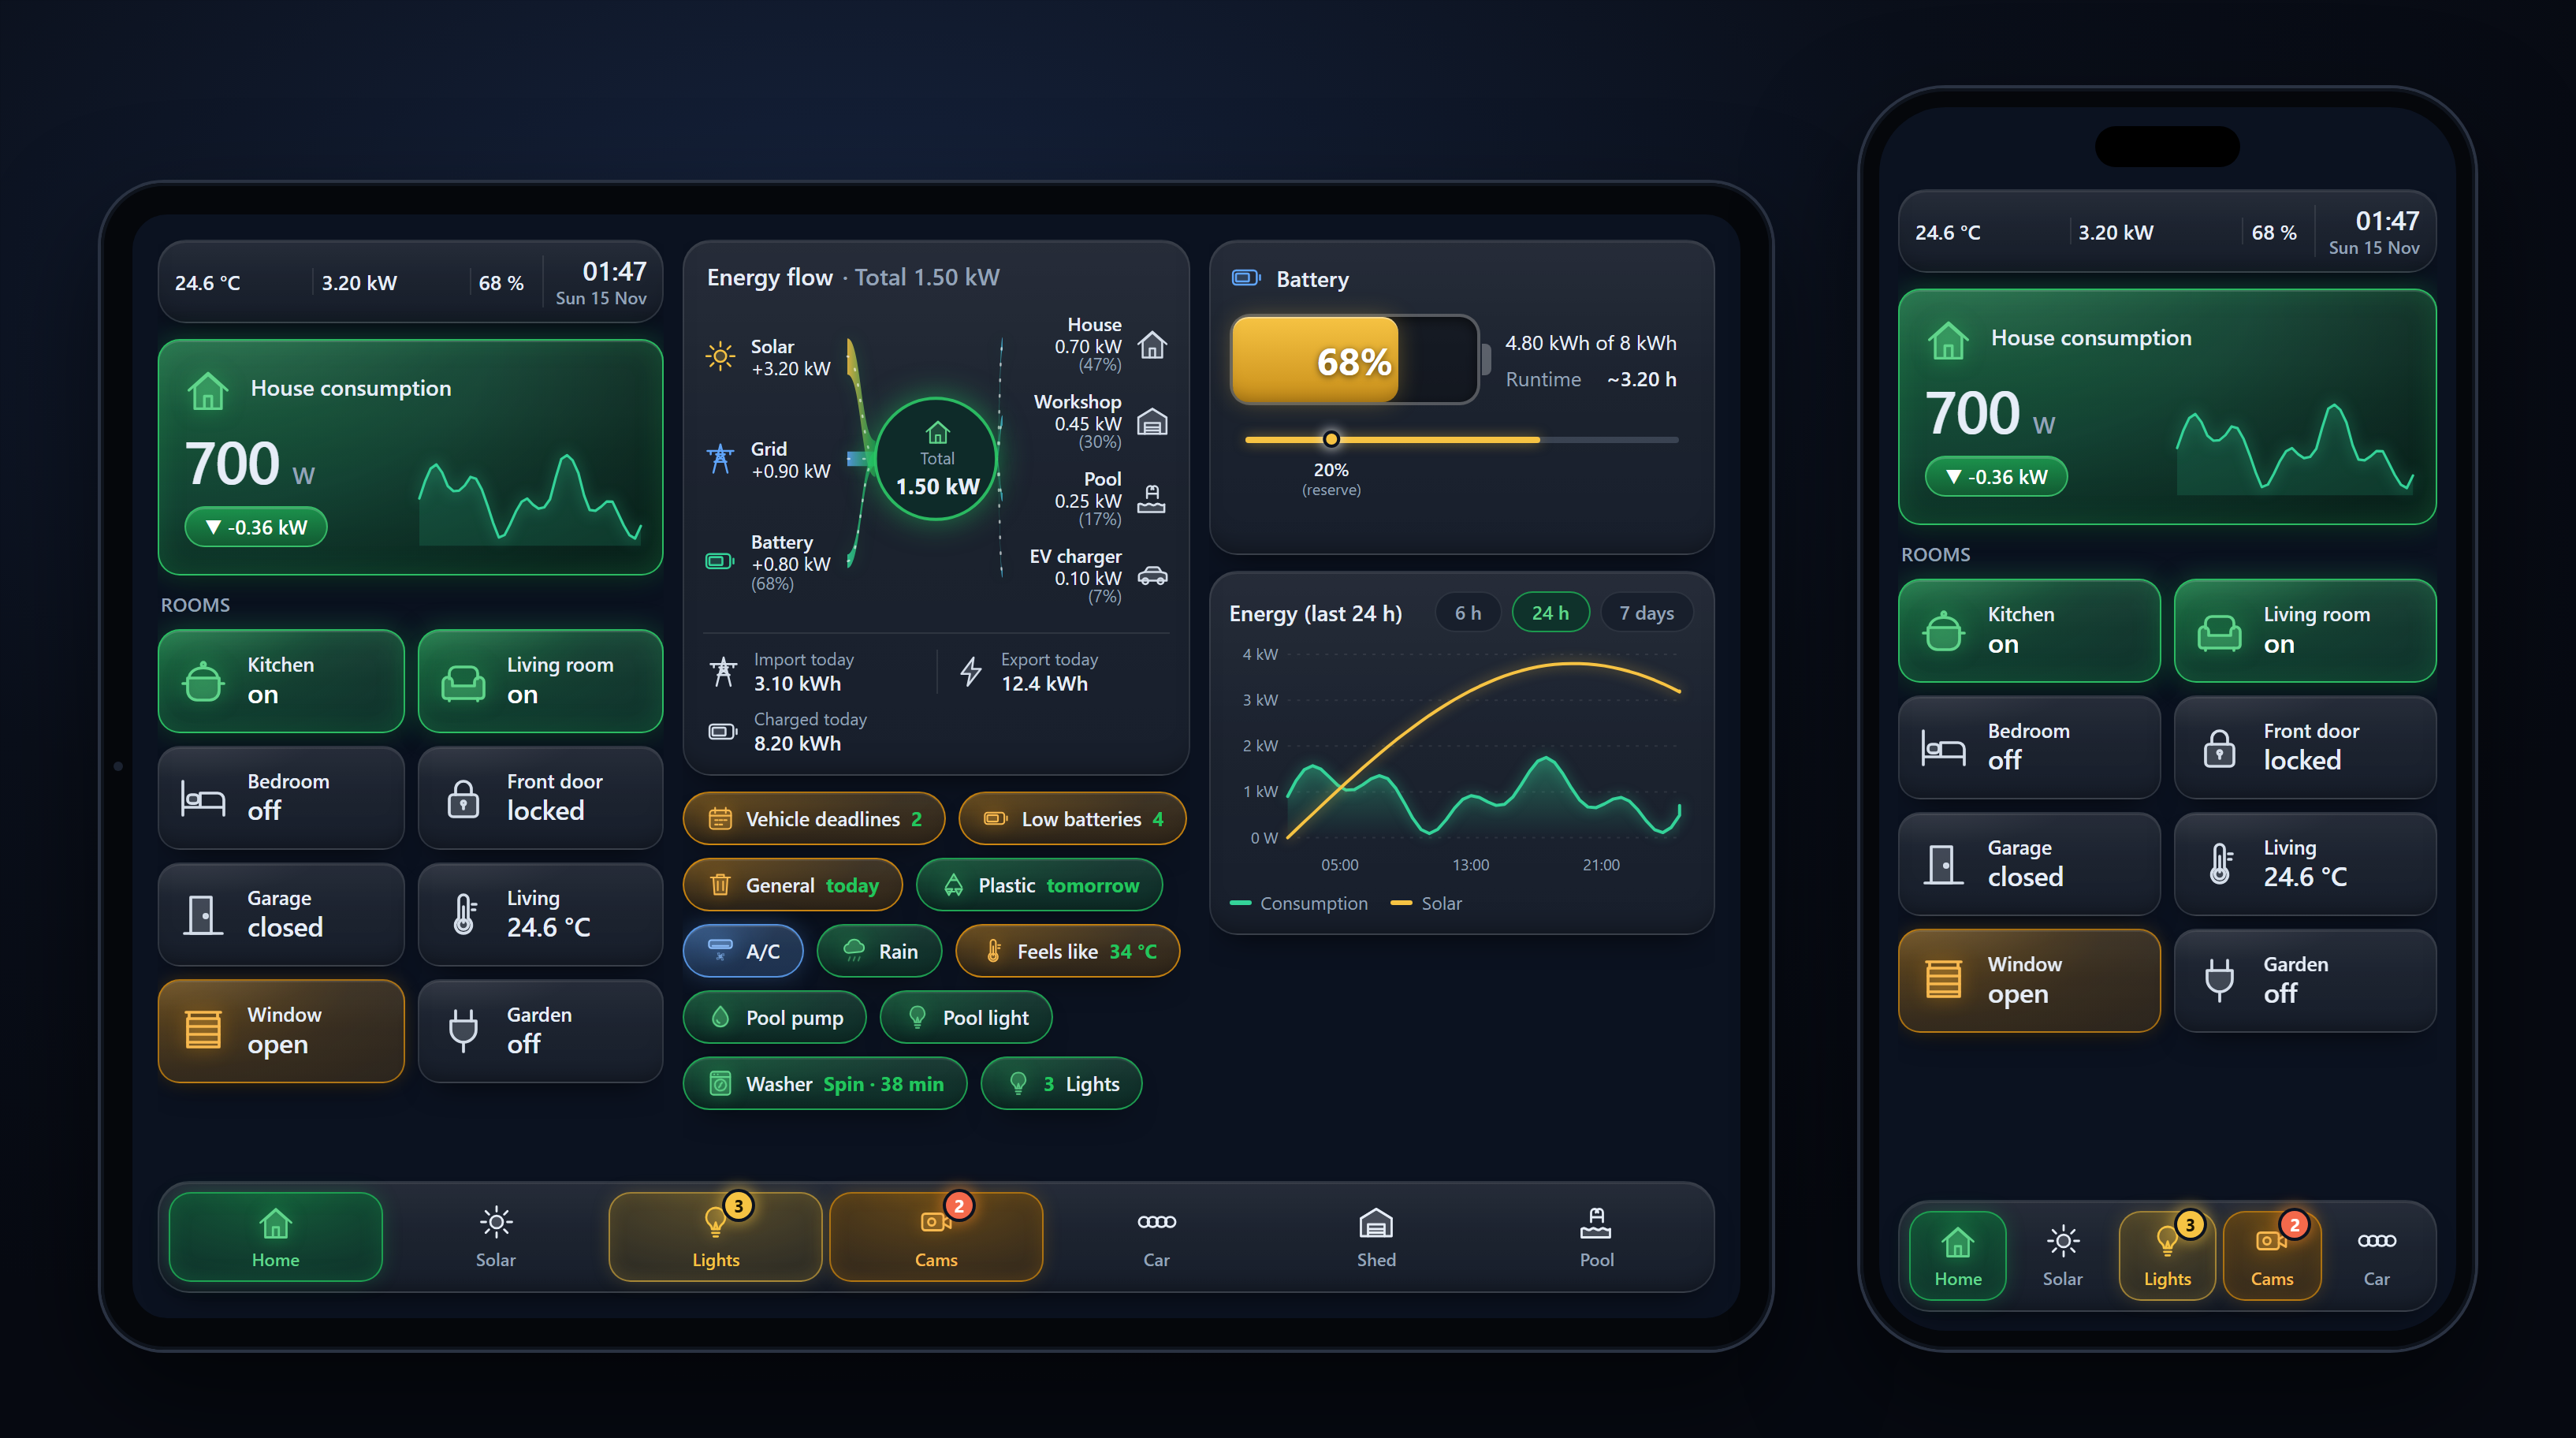 24.6 °C 3.20 kW 68 % 01:47
Sun 15 Nov
House consumption
700 W
▼ -0.36 kW
ROOMS
Kitchen
on
Living room
on
Bedroom
off
Front door
locked
Garage
closed
Living
24.6 °C
Window
open
Garden
off
Energy flow · Total 1.50 kW
Solar
+3.20 kW
Grid
+0.90 kW
Battery
+0.80 kW
(68%)
Total
1.50 kW
House
0.70 kW
(47%)
Workshop
0.45 kW
(30%)
Pool
0.25 kW
(17%)
EV charger
0.10 kW
(7%)
Import today
3.10 kWh
Export today
12.4 kWh
Charged today
8.20 kWh
Vehicle deadlines 2
Low batteries 4
General today
Plastic tomorrow
A/C
Rain
Feels like 34 °C
Pool pump
Pool light
Washer Spin · 38 min
3 Lights
Battery
68%
4.80 kWh of 8 kWh
Runtime ~3.20 h
20%
(reserve)
Energy (last 24 h)
6 h
24 h
7 days
4 kW
3 kW
2 kW
1 kW
0 W
05:00 13:00 21:00
Consumption Solar
Home
Solar
3
Lights
2
Cams
Car
Shed
Pool
24.6 °C 3.20 kW 68 % 01:47
Sun 15 Nov
House consumption
700 W
▼ -0.36 kW
ROOMS
Kitchen
on
Living room
on
Bedroom
off
Front door
locked
Garage
closed
Living
24.6 °C
Window
open
Garden
off
Home
Solar
3
Lights
2
Cams
Car